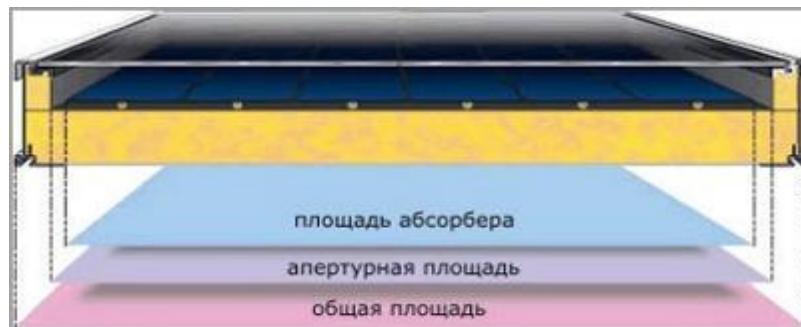 площадь абсорбера
апертурная площадь
общая площадь